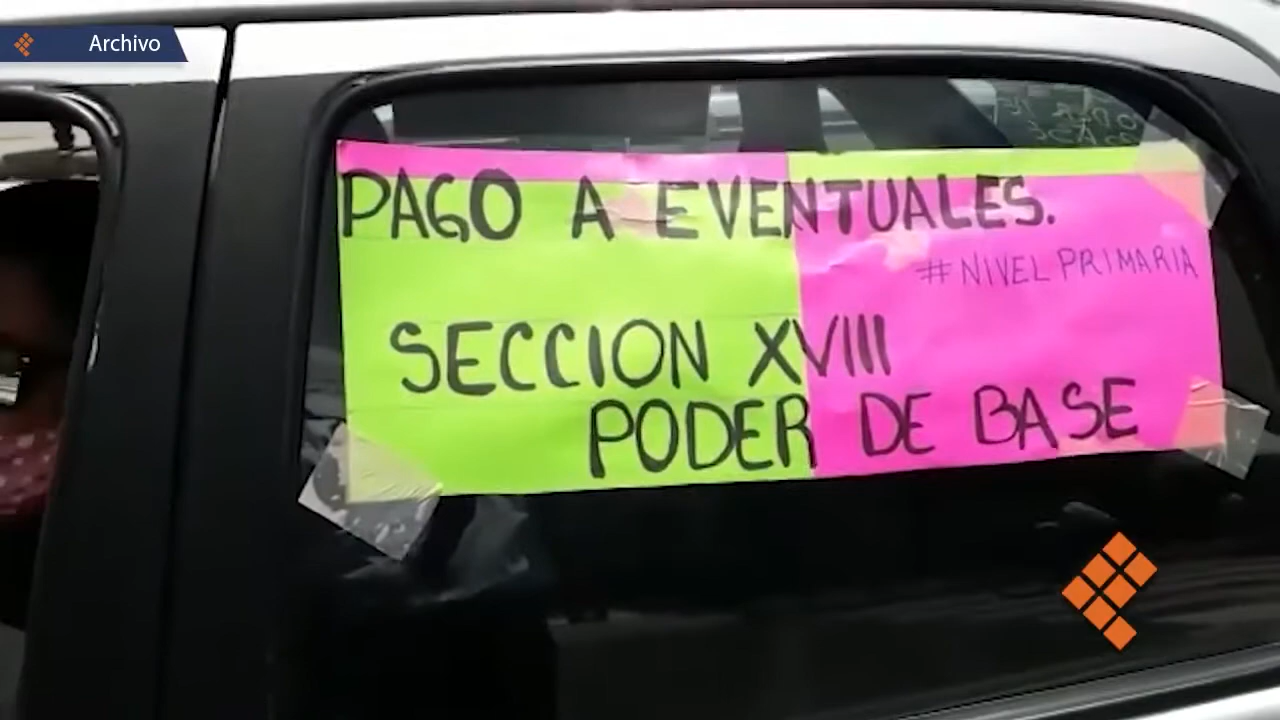 Archivo
PAGO A EVENTUALES.
#NIVEL PRIMARIA
SECCION XVIII
PODER DE BASE